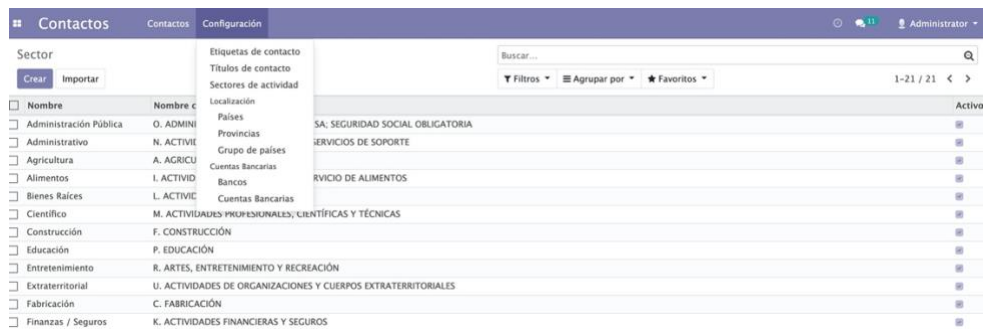 Contactos Contactos Configuración 11 Administrator
Sector
Buscar...
Crear Importar
Filtros Agrupar por Favoritos 1-21 / 21
Etiquetas de contacto
Títulos de contacto
Sectores de actividad
Localización
Países
Provincias
Grupo de países
Cuentas Bancarias
Bancos
Cuentas Bancarias
Nombre Nombre c Activo
Administración Pública O. ADMINI SA; SEGURIDAD SOCIAL OBLIGATORIA
Administrativo N. ACTIVID SERVICIOS DE SOPORTE
Agricultura A. AGRICU
Alimentos I. ACTIVID RVICIO DE ALIMENTOS
Bienes Raíces L. ACTIVID
Científico M. ACTIVIDADES PROFESIONALES, CIENTÍFICAS Y TÉCNICAS
Construcción F. CONSTRUCCIÓN
Educación P. EDUCACIÓN
Entretenimiento R. ARTES, ENTRETENIMIENTO Y RECREACIÓN
Extraterritorial U. ACTIVIDADES DE ORGANIZACIONES Y CUERPOS EXTRATERRITORIALES
Fabricación C. FABRICACIÓN
Finanzas / Seguros K. ACTIVIDADES FINANCIERAS Y SEGUROS